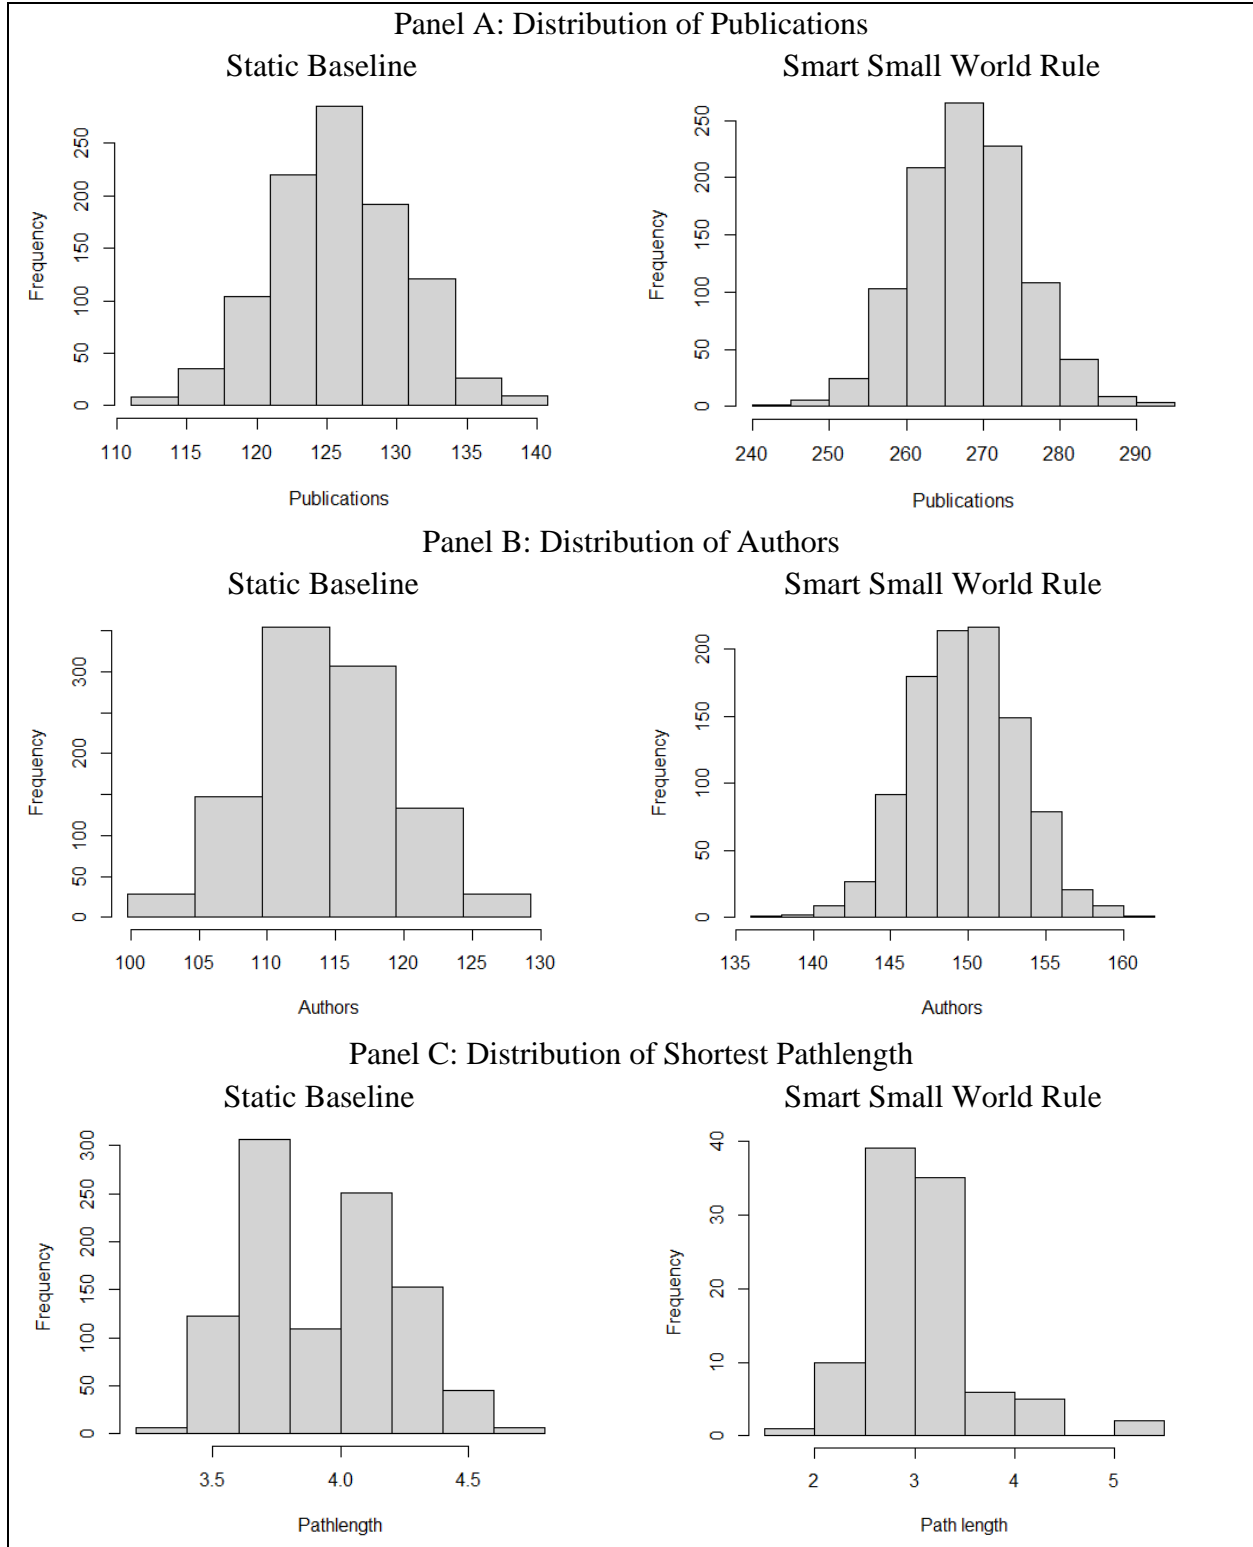 Panel A: Distribution of Publications
Static Baseline
Smart Small World Rule
Frequency
0 50 100 150 200 250
110 115 120 125 130 135 140
Publications
Frequency
0 50 100 150 200 250
240 250 260 270 280 290
Publications
Panel B: Distribution of Authors
Static Baseline
Smart Small World Rule
Frequency
0 50 100 200 300
100 105 110 115 120 125 130
Authors
Frequency
0 50 100 150 200
135 140 145 150 155 160
Authors
Panel C: Distribution of Shortest Pathlength
Static Baseline
Smart Small World Rule
Frequency
0 50 100 150 200 250 300
3.5 4.0 4.5
Pathlength
Frequency
0 10 20 30 40
2 3 4 5
Path length